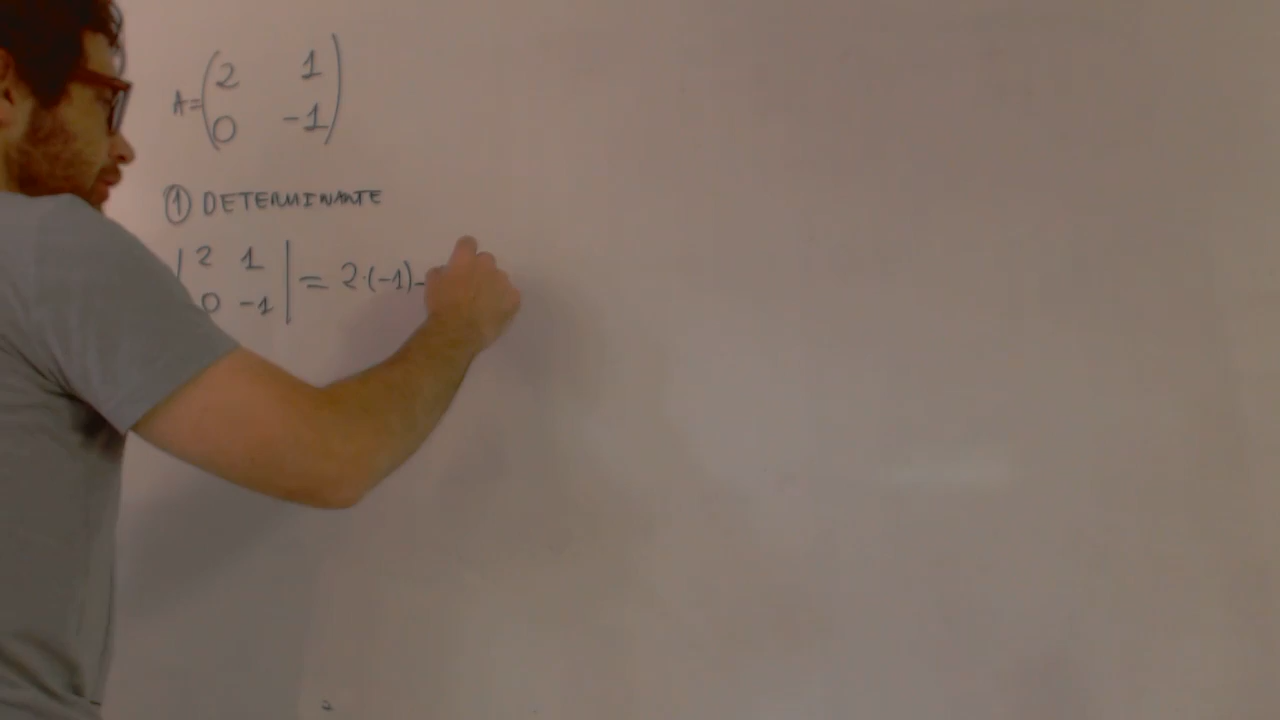 A=(2 1
0 -1)
① DETERMINANTE
|2 1| = 2·(-1)-
0 -1